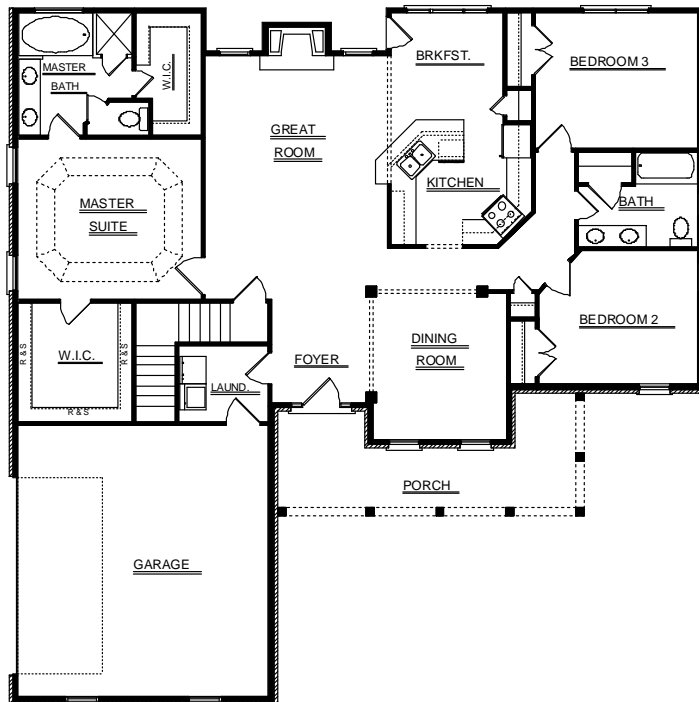 MASTER
BATH
W.I.C.
GREAT
ROOM
BRKFST.
BEDROOM 3
KITCHEN
MASTER
SUITE
BATH
BEDROOM 2
R & S
W.I.C.
R & S
R & S
LAUND.
FOYER
DINING
ROOM
PORCH
GARAGE